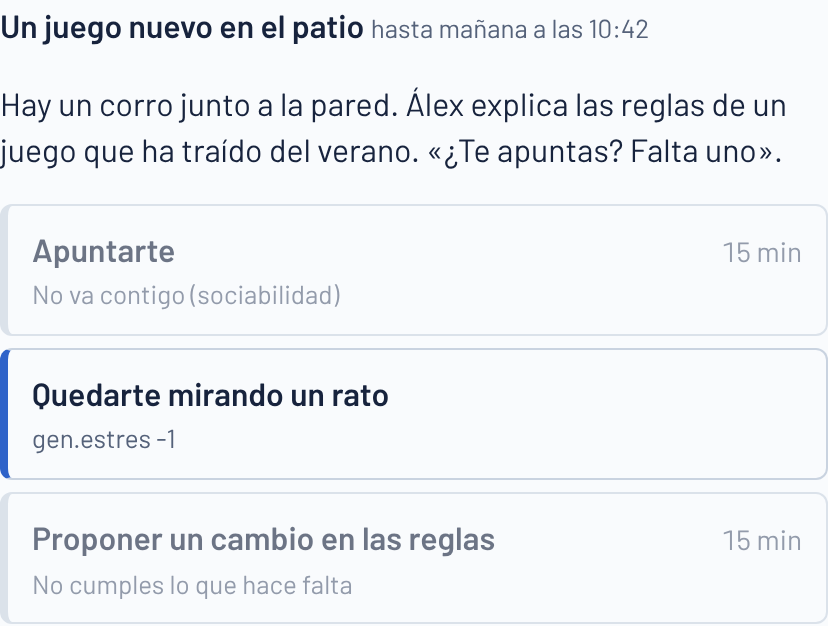 Un juego nuevo en el patio hasta mañana a las 10:42
Hay un corro junto a la pared. Álex explica las reglas de un
juego que ha traído del verano. «¿Te apuntas? Falta uno».
Apuntarte 15 min
No va contigo (sociabilidad)
Quedarte mirando un rato
gen.estres -1
Proponer un cambio en las reglas 15 min
No cumples lo que hace falta